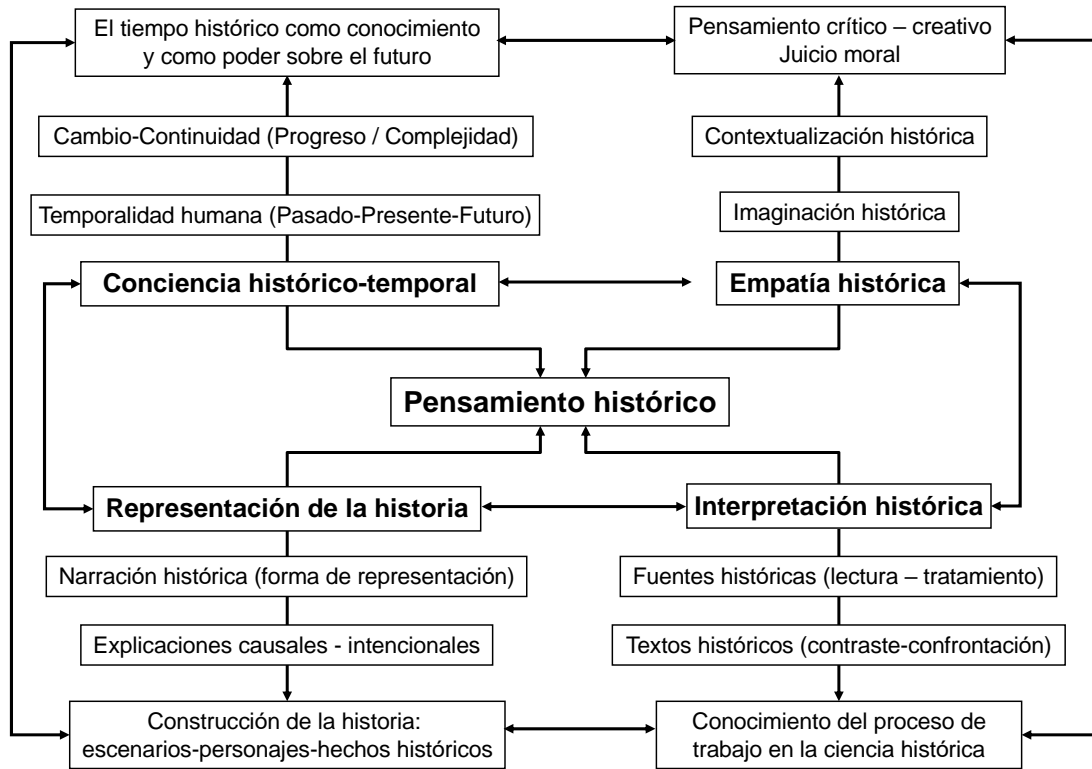 El tiempo histórico como conocimiento
y como poder sobre el futuro
Pensamiento crítico – creativo
Juicio moral
Cambio-Continuidad (Progreso / Complejidad)
Contextualización histórica
Temporalidad humana (Pasado-Presente-Futuro)
Imaginación histórica
Conciencia histórico-temporal
Empatía histórica
Pensamiento histórico
Representación de la historia
Interpretación histórica
Narración histórica (forma de representación)
Fuentes históricas (lectura – tratamiento)
Explicaciones causales - intencionales
Textos históricos (contraste-confrontación)
Construcción de la historia:
escenarios-personajes-hechos históricos
Conocimiento del proceso de
trabajo en la ciencia histórica